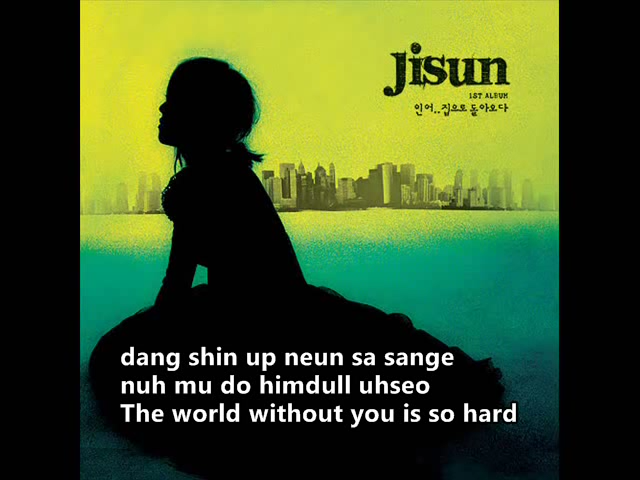 Jisun
1ST ALBUM
인어..집으로 돌아오다
dang shin up neun sa sange
nuh mu do himdull uhseo
The world without you is so hard